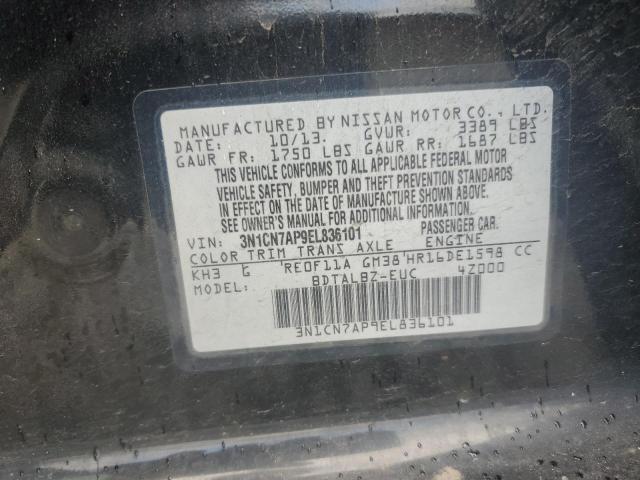 MANUFACTURED BY NISSAN MOTOR CO., LTD.
DATE: 10/13. GVWR: 3389 LBS
GAWR FR: 1750 LBS GAWR RR: 1687 LBS
THIS VEHICLE CONFORMS TO ALL APPLICABLE FEDERAL MOTOR
VEHICLE SAFETY, BUMPER AND THEFT PREVENTION STANDARDS
IN EFFECT ON THE DATE OF MANUFACTURE SHOWN ABOVE.
SEE OWNER'S MANUAL FOR ADDITIONAL INFORMATION.
VIN: 3N1CN7AP9EL836101 PASSENGER CAR.
COLOR TRIM TRANS AXLE ENGINE
KH3 G RE0F11A GM38 HR16DE1598 CC
BDTALBZ-EUC 4Z000
3N1CN7AP9EL836101